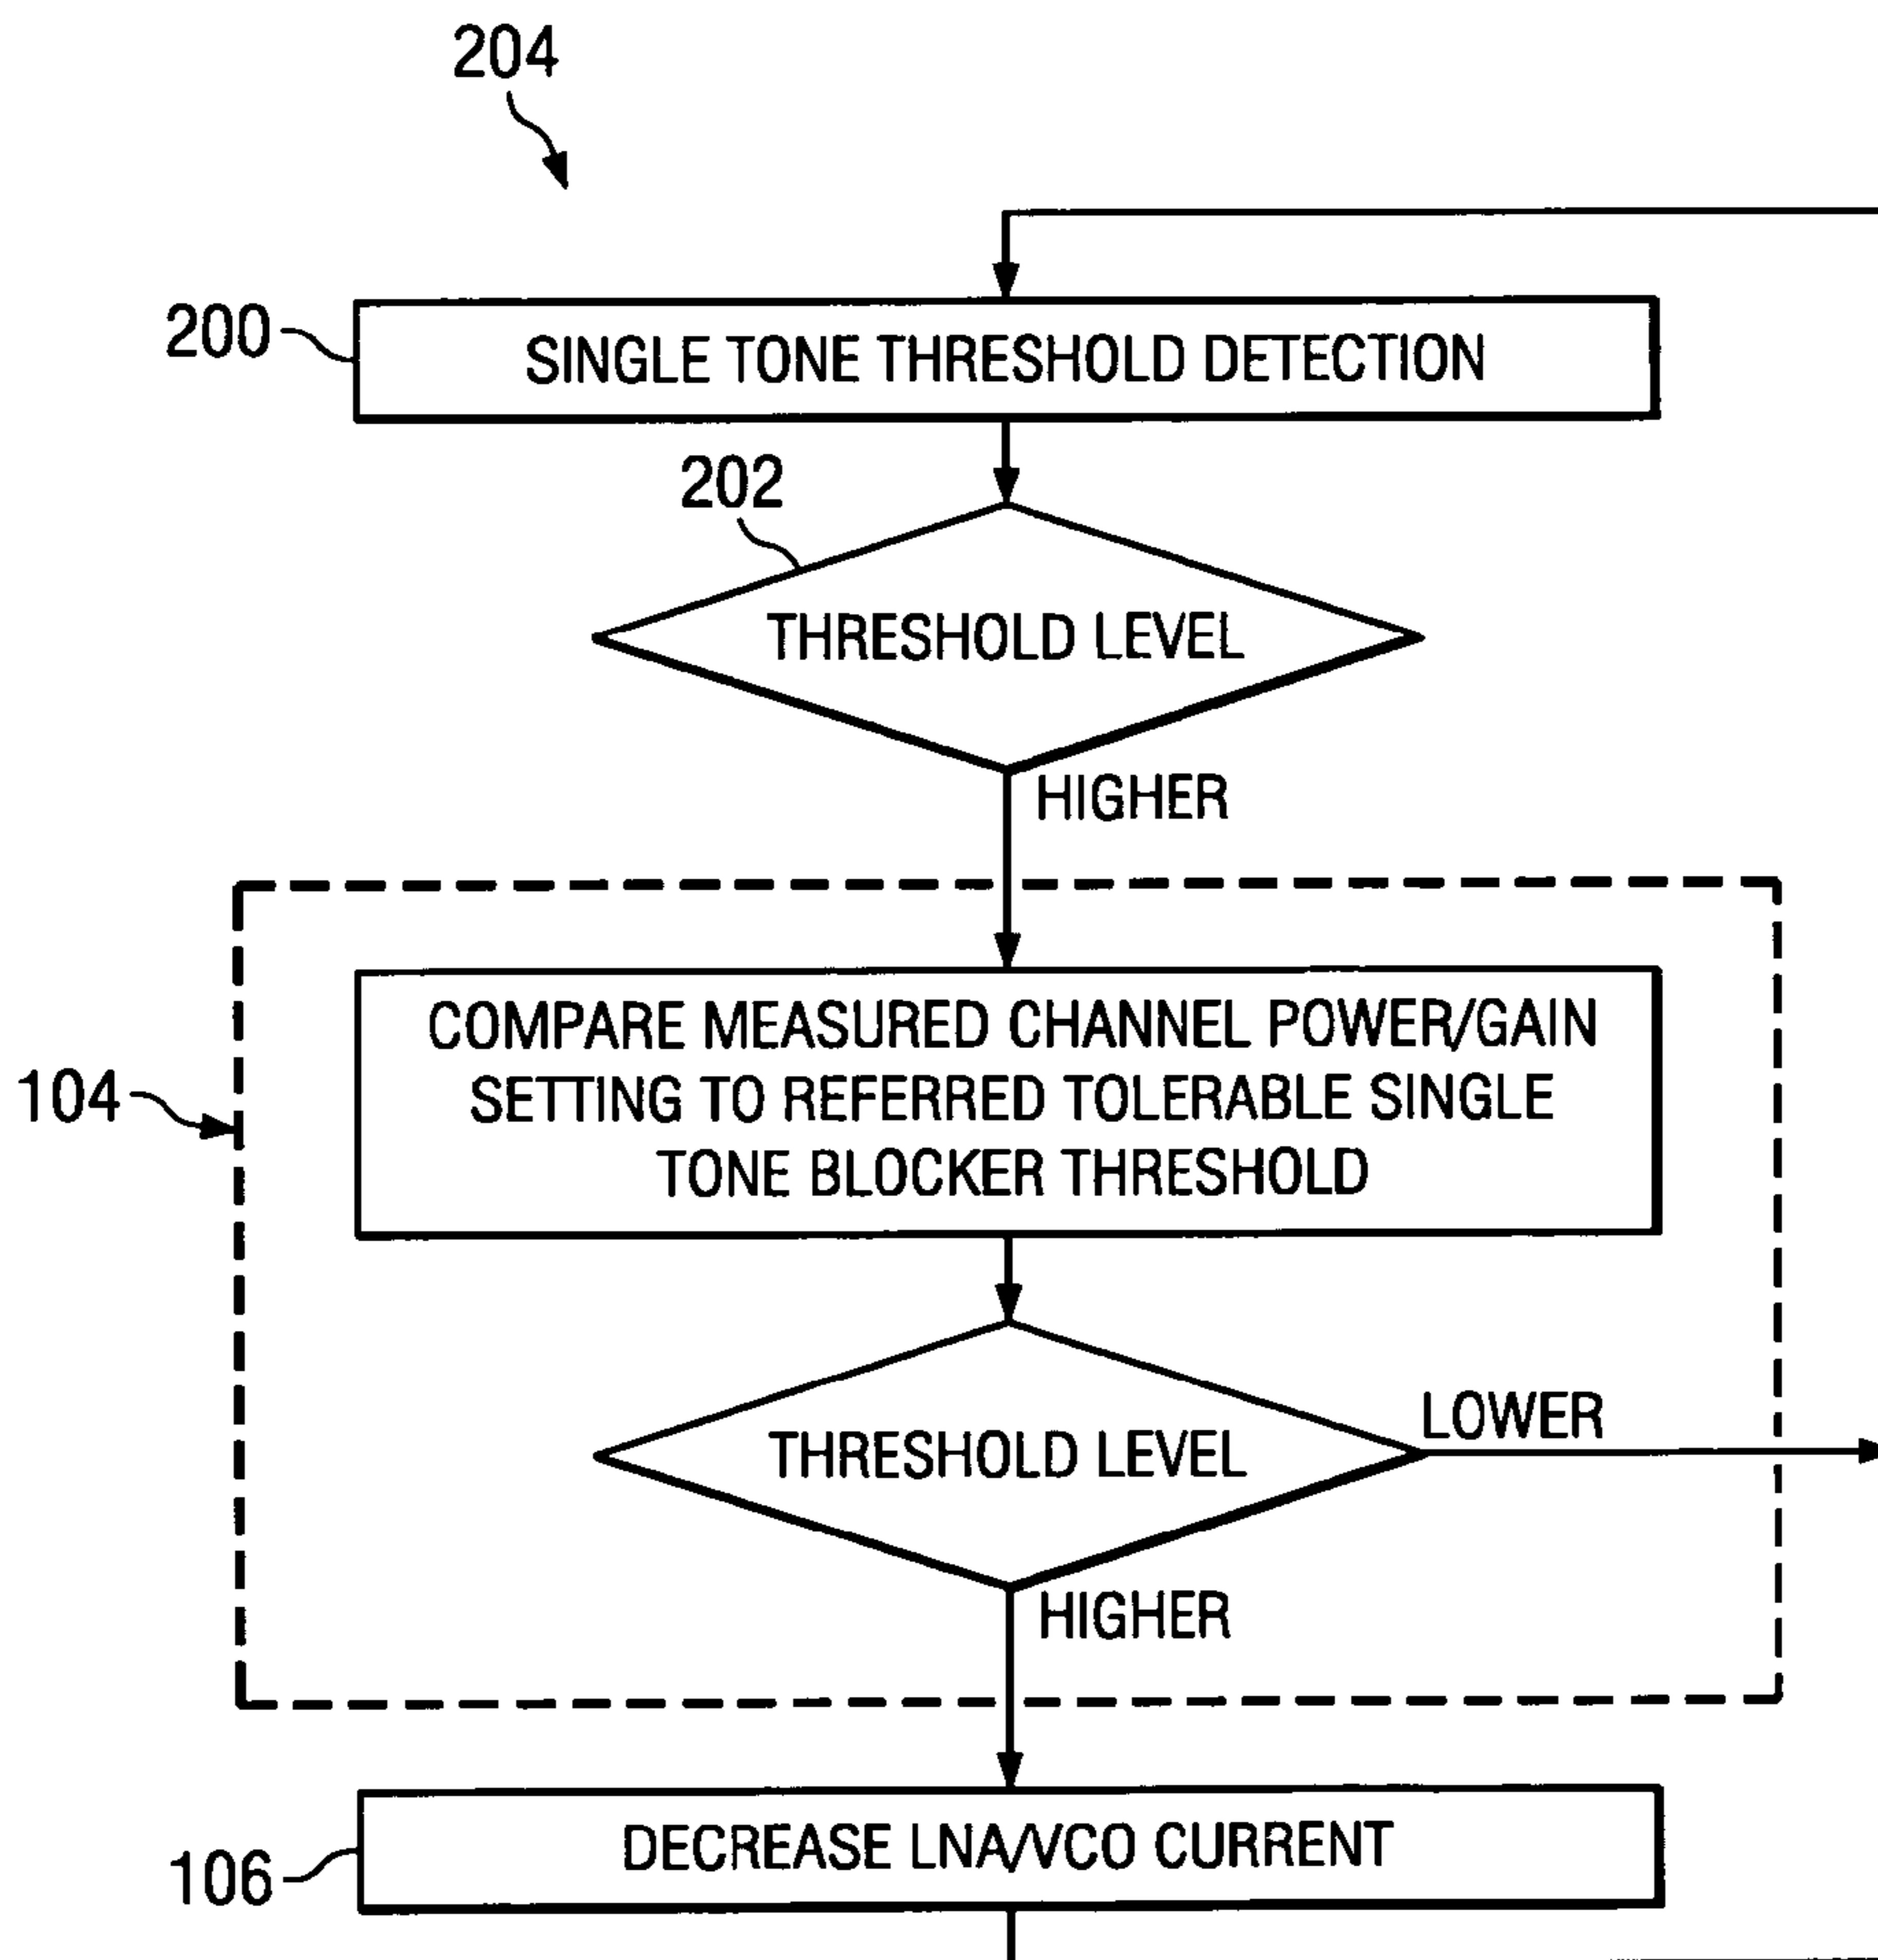 204
200
SINGLE TONE THRESHOLD DETECTION
202
THRESHOLD LEVEL
HIGHER
104
COMPARE MEASURED CHANNEL POWER/GAIN
SETTING TO REFERRED TOLERABLE SINGLE
TONE BLOCKER THRESHOLD
THRESHOLD LEVEL
LOWER
HIGHER
106
DECREASE LNA/VCO CURRENT